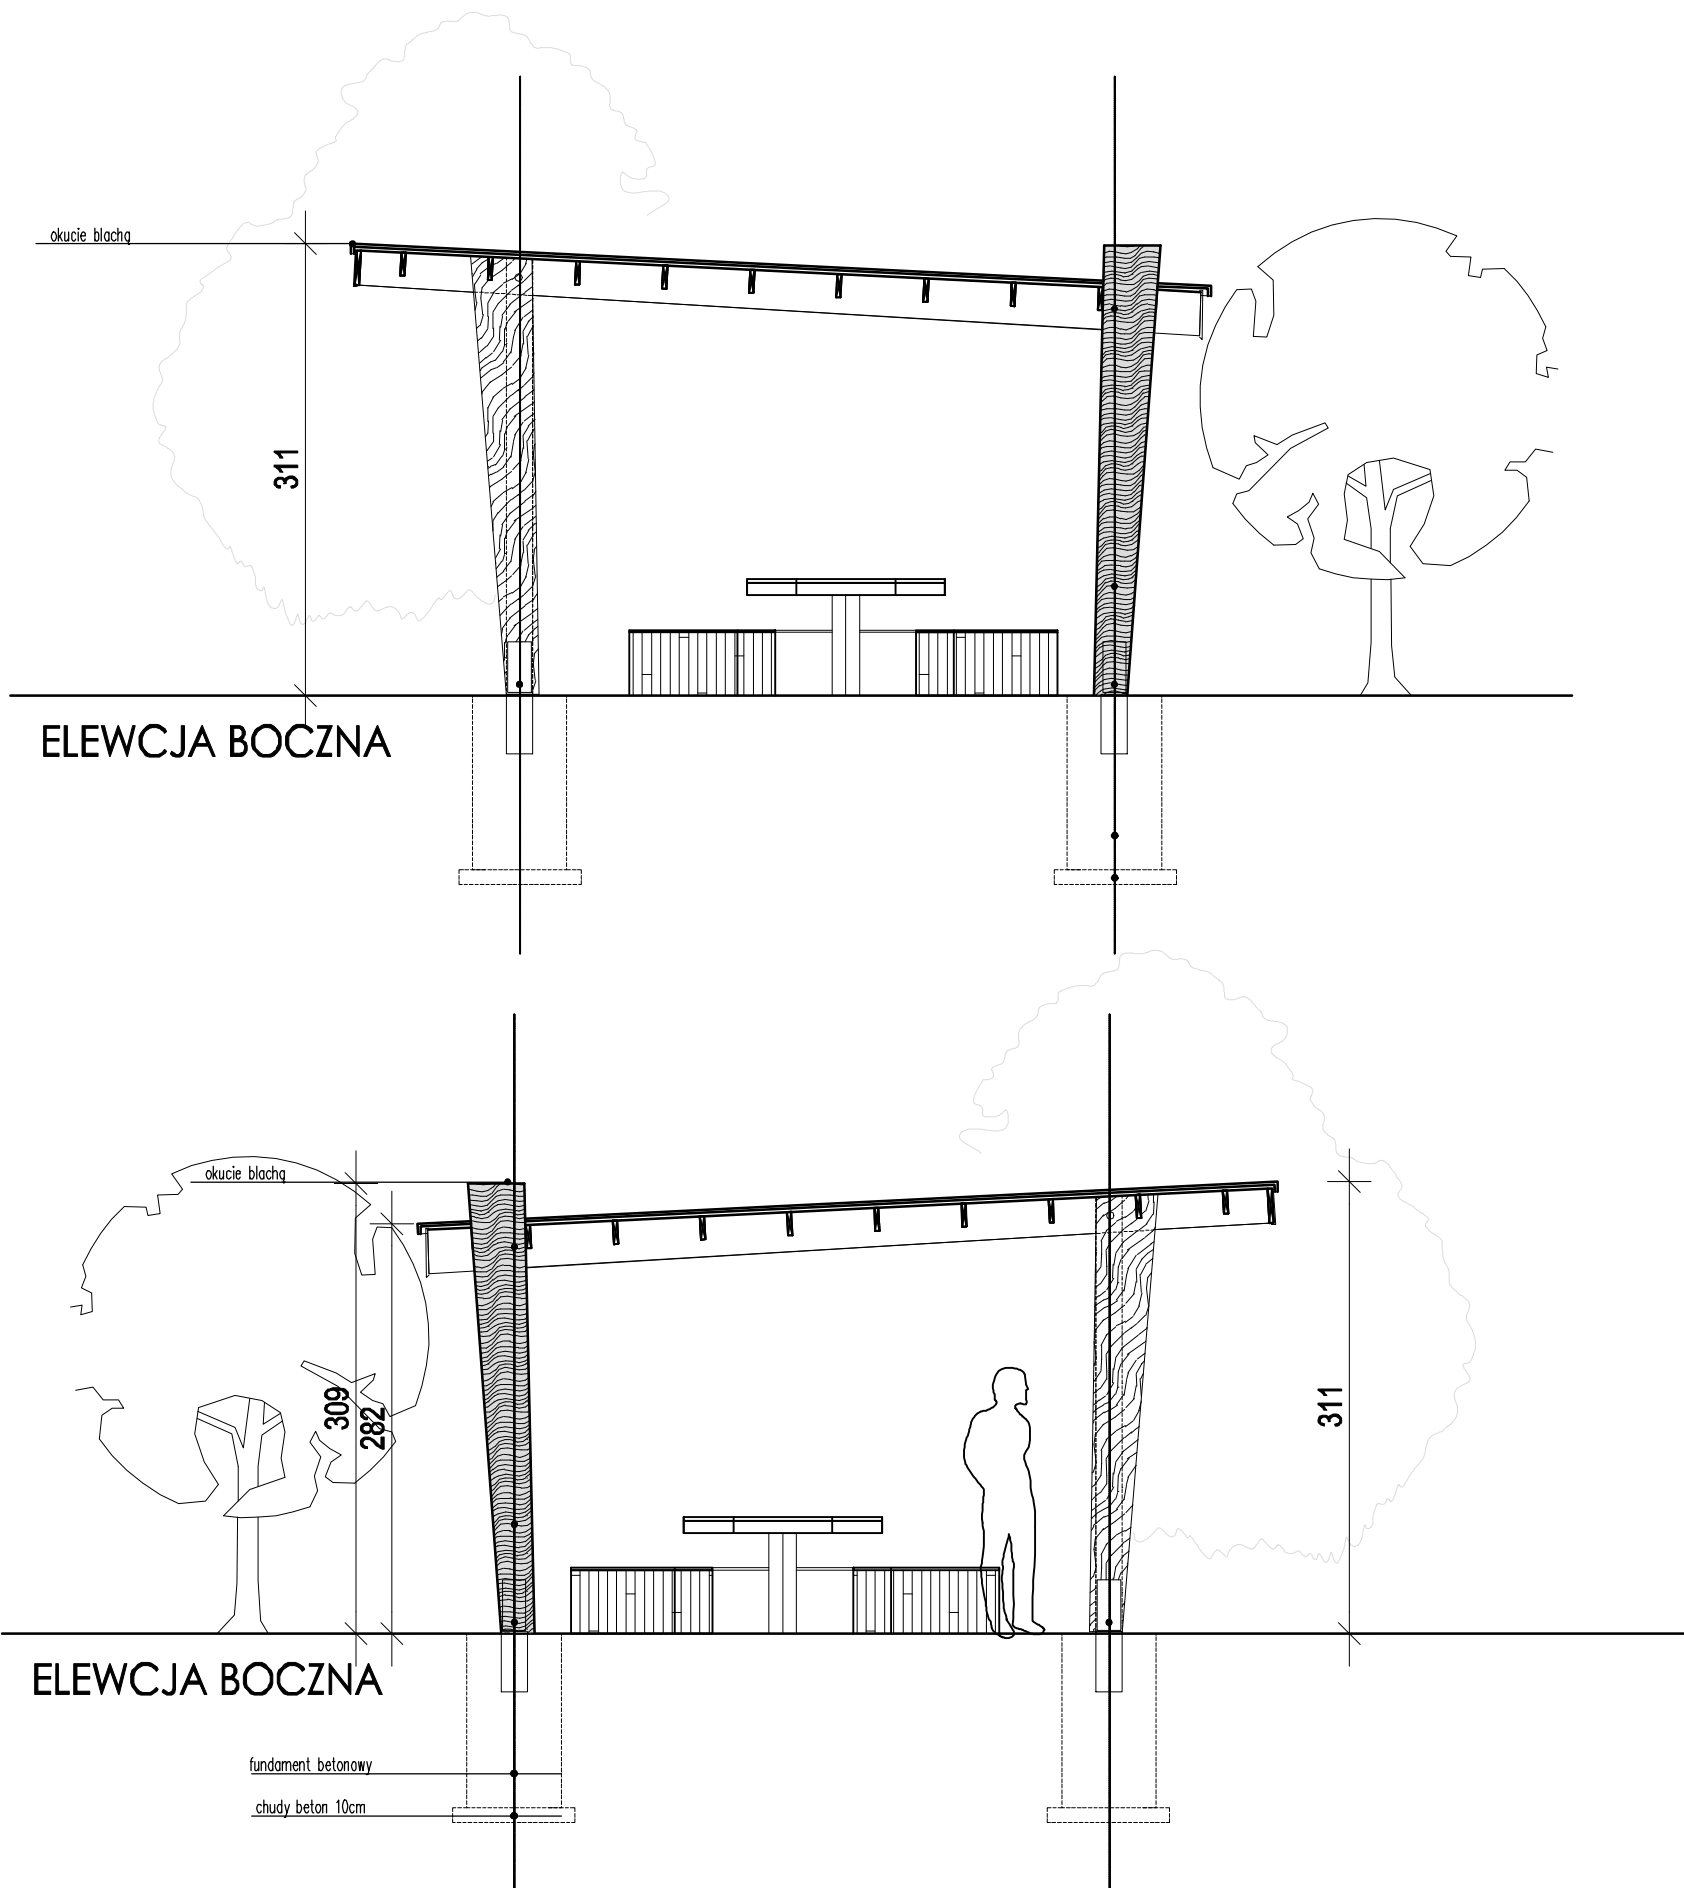 okucie blachą
311
ELEWCJA BOCZNA
okucie blachą
309
282
311
ELEWCJA BOCZNA
fundament betonowy
chudy beton 10cm